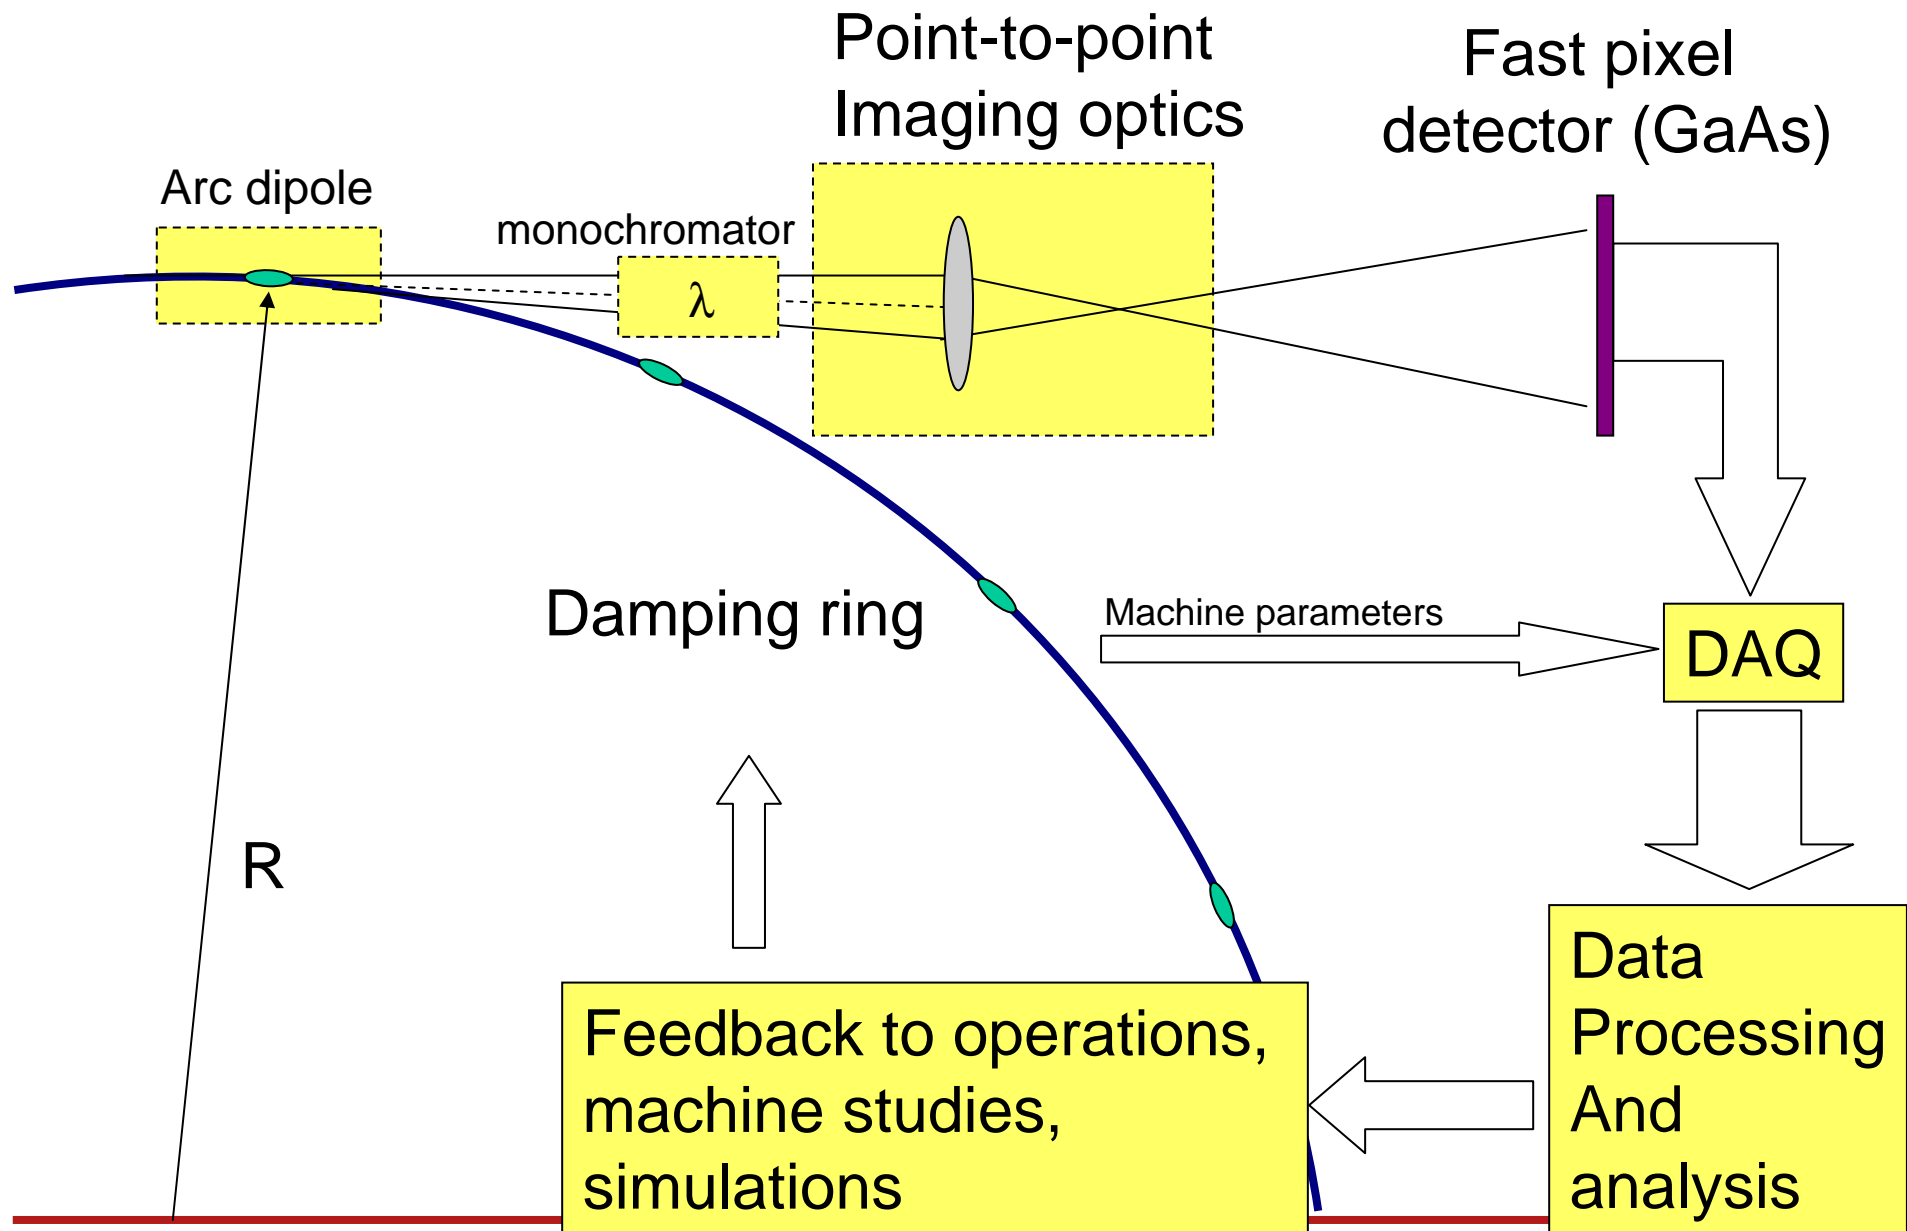 Point-to-point
Imaging optics
Fast pixel
detector (GaAs)
Arc dipole
monochromator
λ
Damping ring
Machine parameters
DAQ
R
Data
Processing
And
analysis
Feedback to operations,
machine studies,
simulations